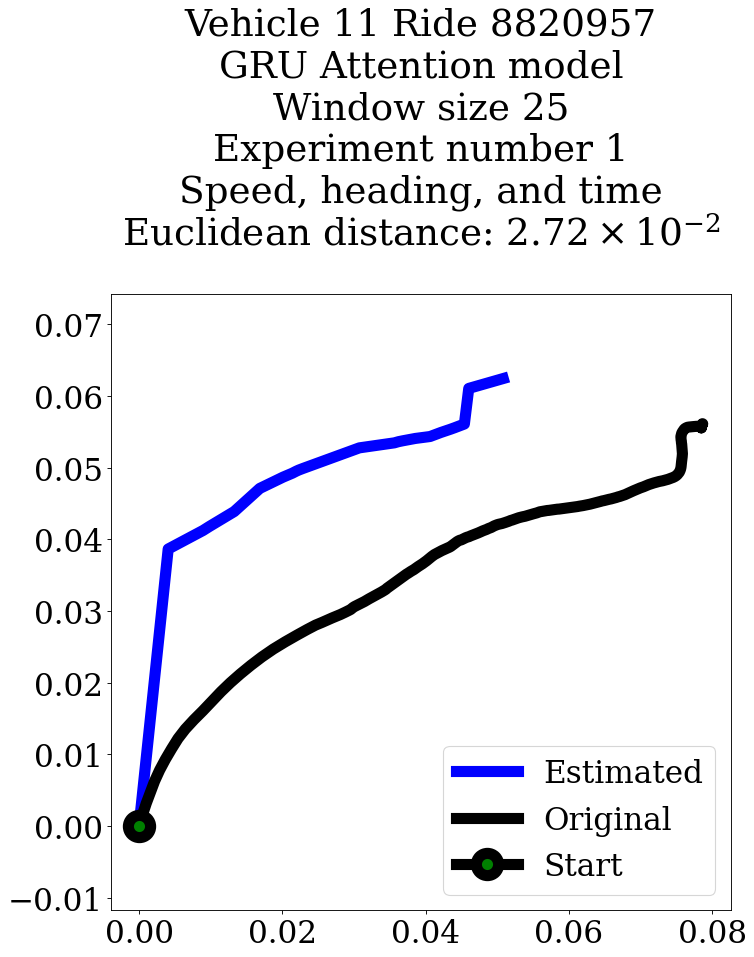 Vehicle 11 Ride 8820957
GRU Attention model
Window size 25
Experiment number 1
Speed, heading, and time
Euclidean distance: 2.72 × 10⁻²
0.07
0.06
0.05
0.04
0.03
0.02
0.01
0.00
−0.01
Estimated
Original
Start
0.00 0.02 0.04 0.06 0.08